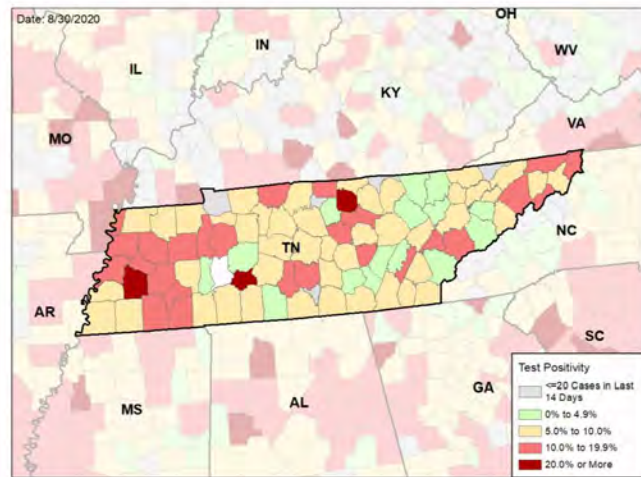 Date: 8/30/2020
OH
IN
WV
IL
KY
VA
MO
TN
NC
AR
SC
MS
AL
GA
Test Positivity
<=20 Cases in Last
14 Days
0% to 4.9%
5.0% to 10.0%
10.0% to 19.9%
20.0% or More